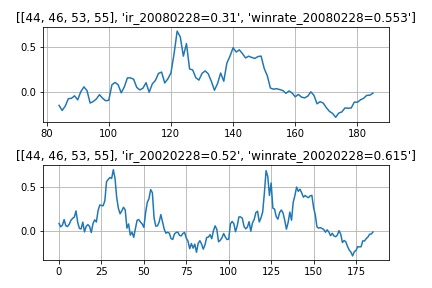 [[44, 46, 53, 55], 'ir_20080228=0.31', 'winrate_20080228=0.553']
0.5
0.0
80 100 120 140 160 180
[[44, 46, 53, 55], 'ir_20020228=0.52', 'winrate_20020228=0.615']
0.5
0.0
0 25 50 75 100 125 150 175